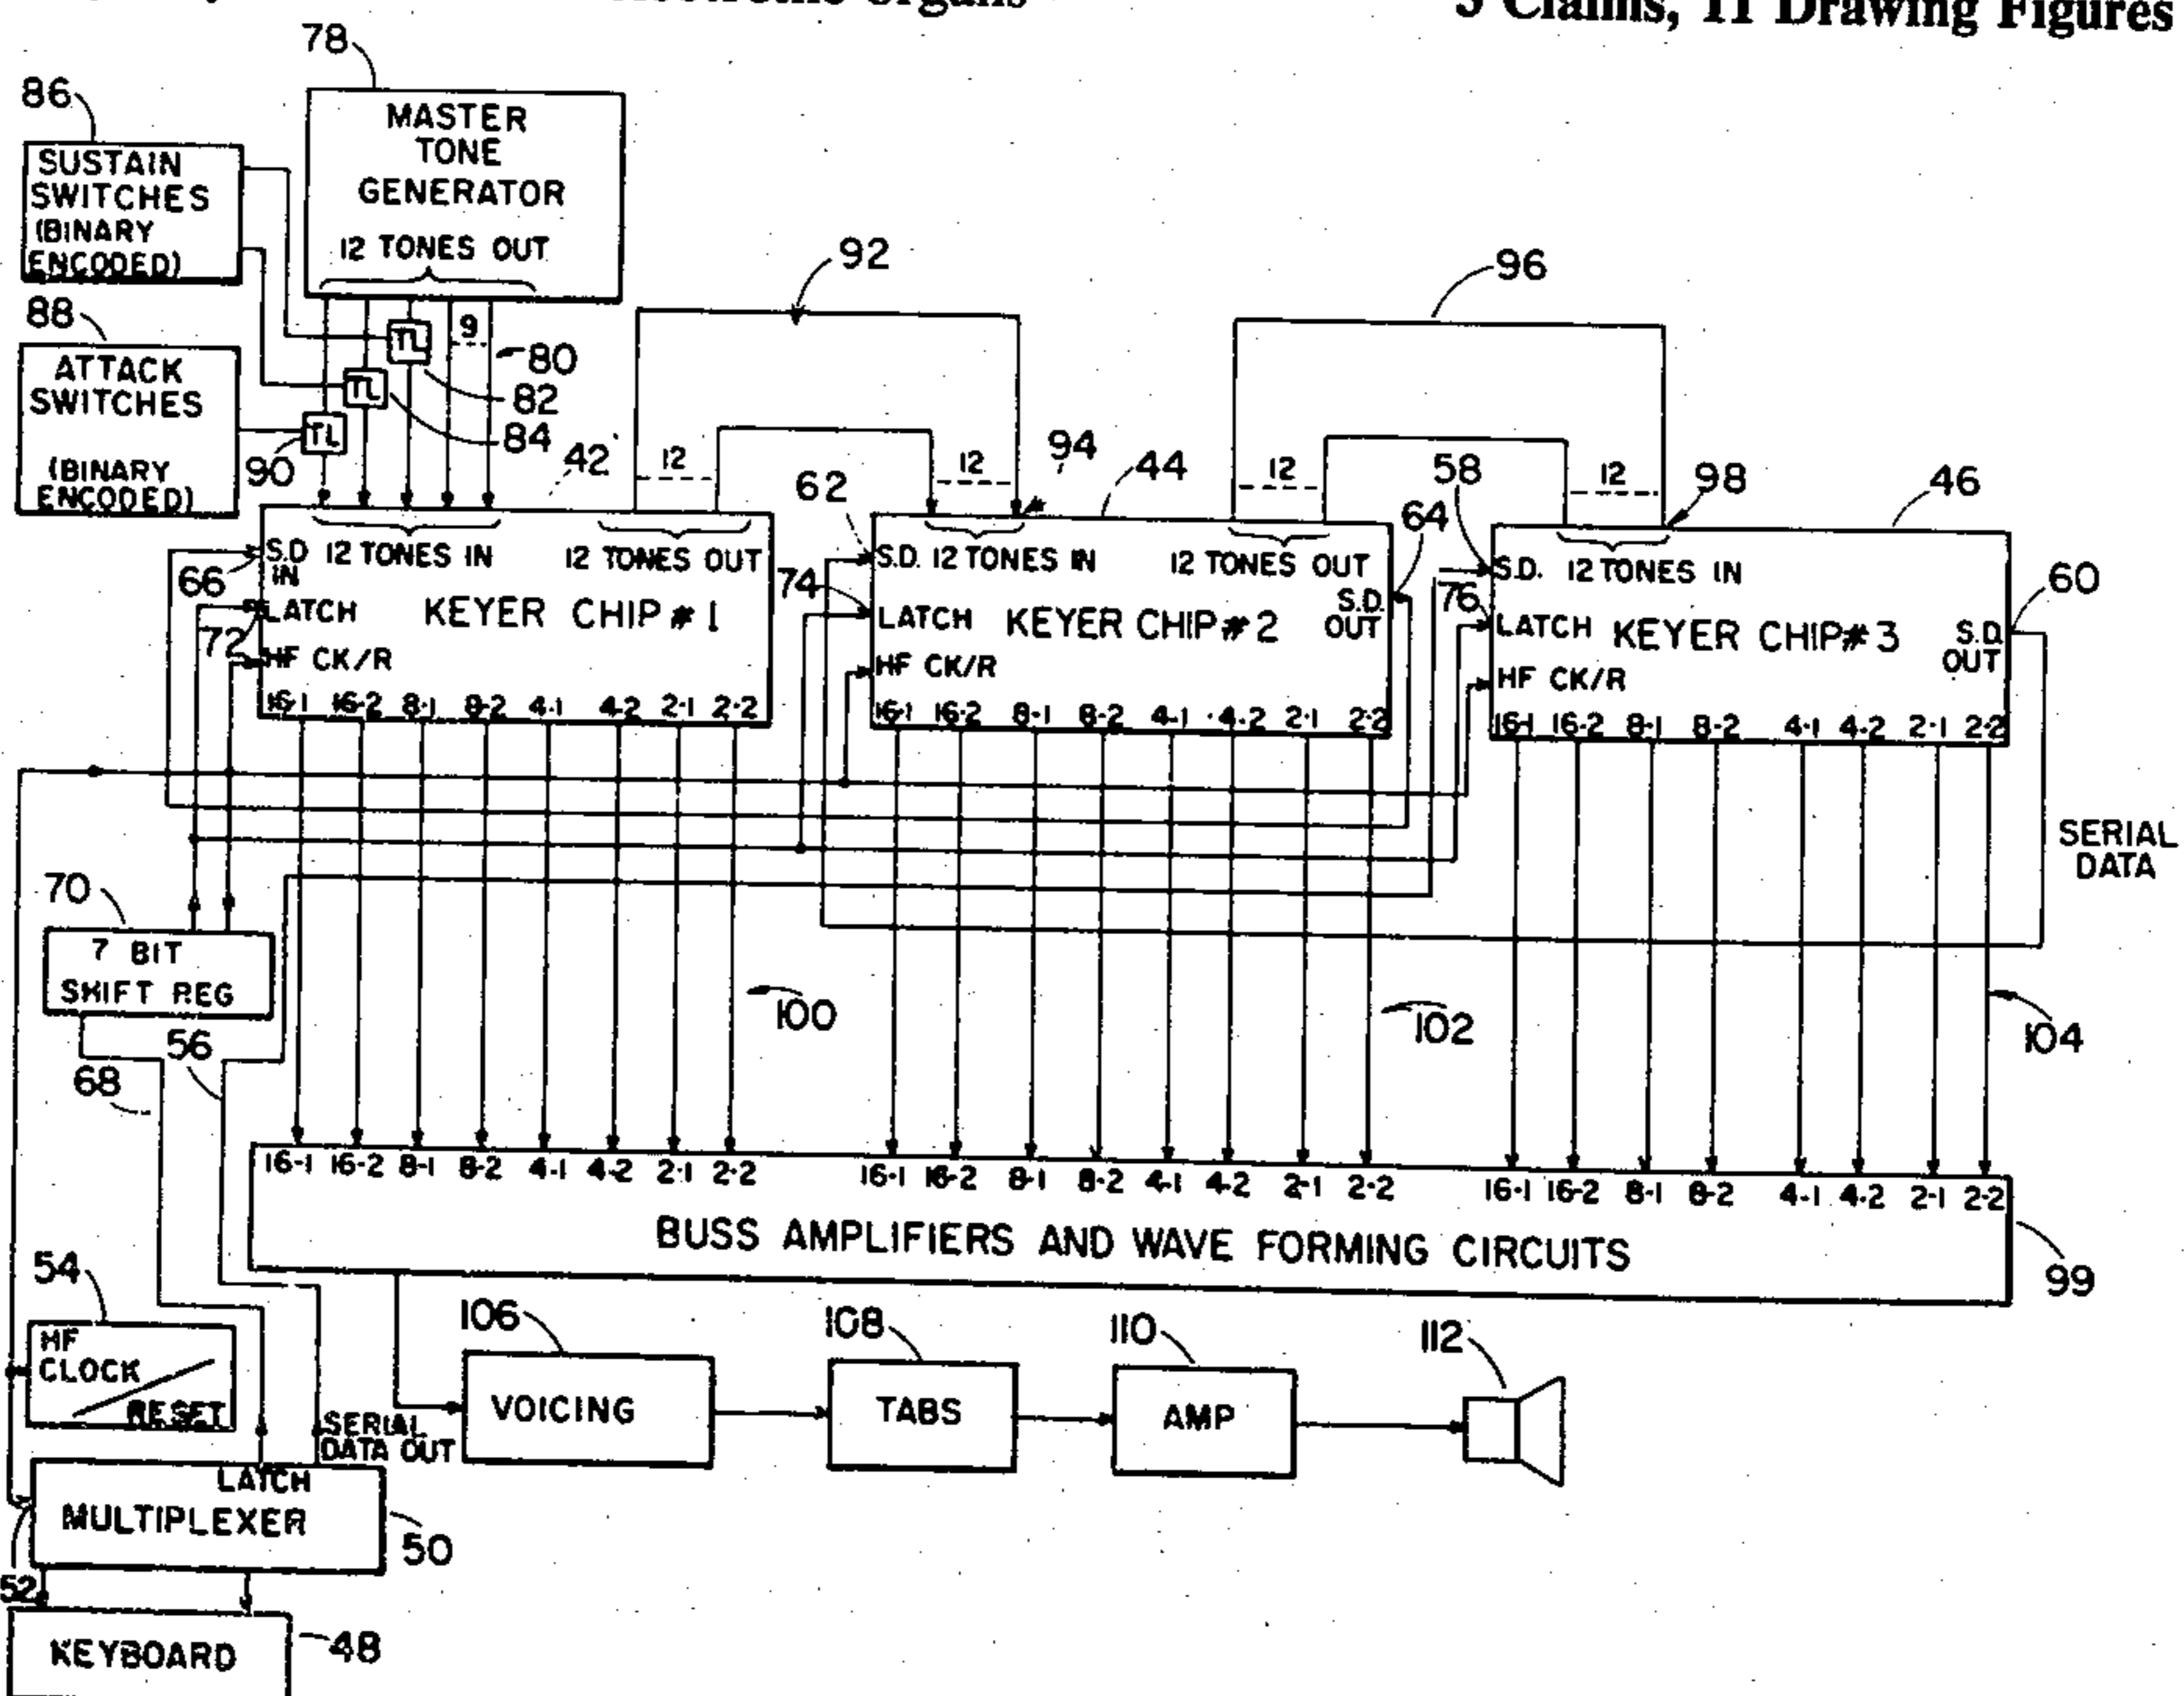 5 Claims, 11 Drawing Figures
78
86
MASTER
TONE
GENERATOR
12 TONES OUT
SUSTAIN
SWITCHES
(BINARY
ENCODED)
88
ATTACK
SWITCHES
(BINARY
ENCODED)
9
80
82
84
90
92
96
42
12
12
94
44
12
12
98
46
62
58
64
66
S.D
IN
12 TONES IN
12 TONES OUT
72
LATCH
KEYER CHIP # 1
HF CK/R
16-1 16-2 8-1 8-2 4-1 4-2 2-1 2-2
74
S.D. 12 TONES IN
12 TONES OUT
LATCH
KEYER CHIP # 2
S.D.
OUT
HF CK/R
16-1 16-2 8-1 8-2 4-1 4-2 2-1 2-2
76
S.D. 12 TONES IN
60
LATCH
KEYER CHIP # 3
S.D.
OUT
HF CK/R
16-1 16-2 8-1 8-2 4-1 4-2 2-1 2-2
SERIAL
DATA
70
7 BIT
SHIFT REG
56
68
100
102
104
16-1 16-2 8-1 8-2 4-1 4-2 2-1 2-2
16-1 16-2 8-1 8-2 4-1 4-2 2-1 2-2
16-1 16-2 8-1 8-2 4-1 4-2 2-1 2-2
BUSS AMPLIFIERS AND WAVE FORMING CIRCUITS
99
54
HF
CLOCK
RESET
106
VOICING
108
TABS
110
AMP
112
SERIAL
DATA OUT
LATCH
MULTIPLEXER
50
52
KEYBOARD
48